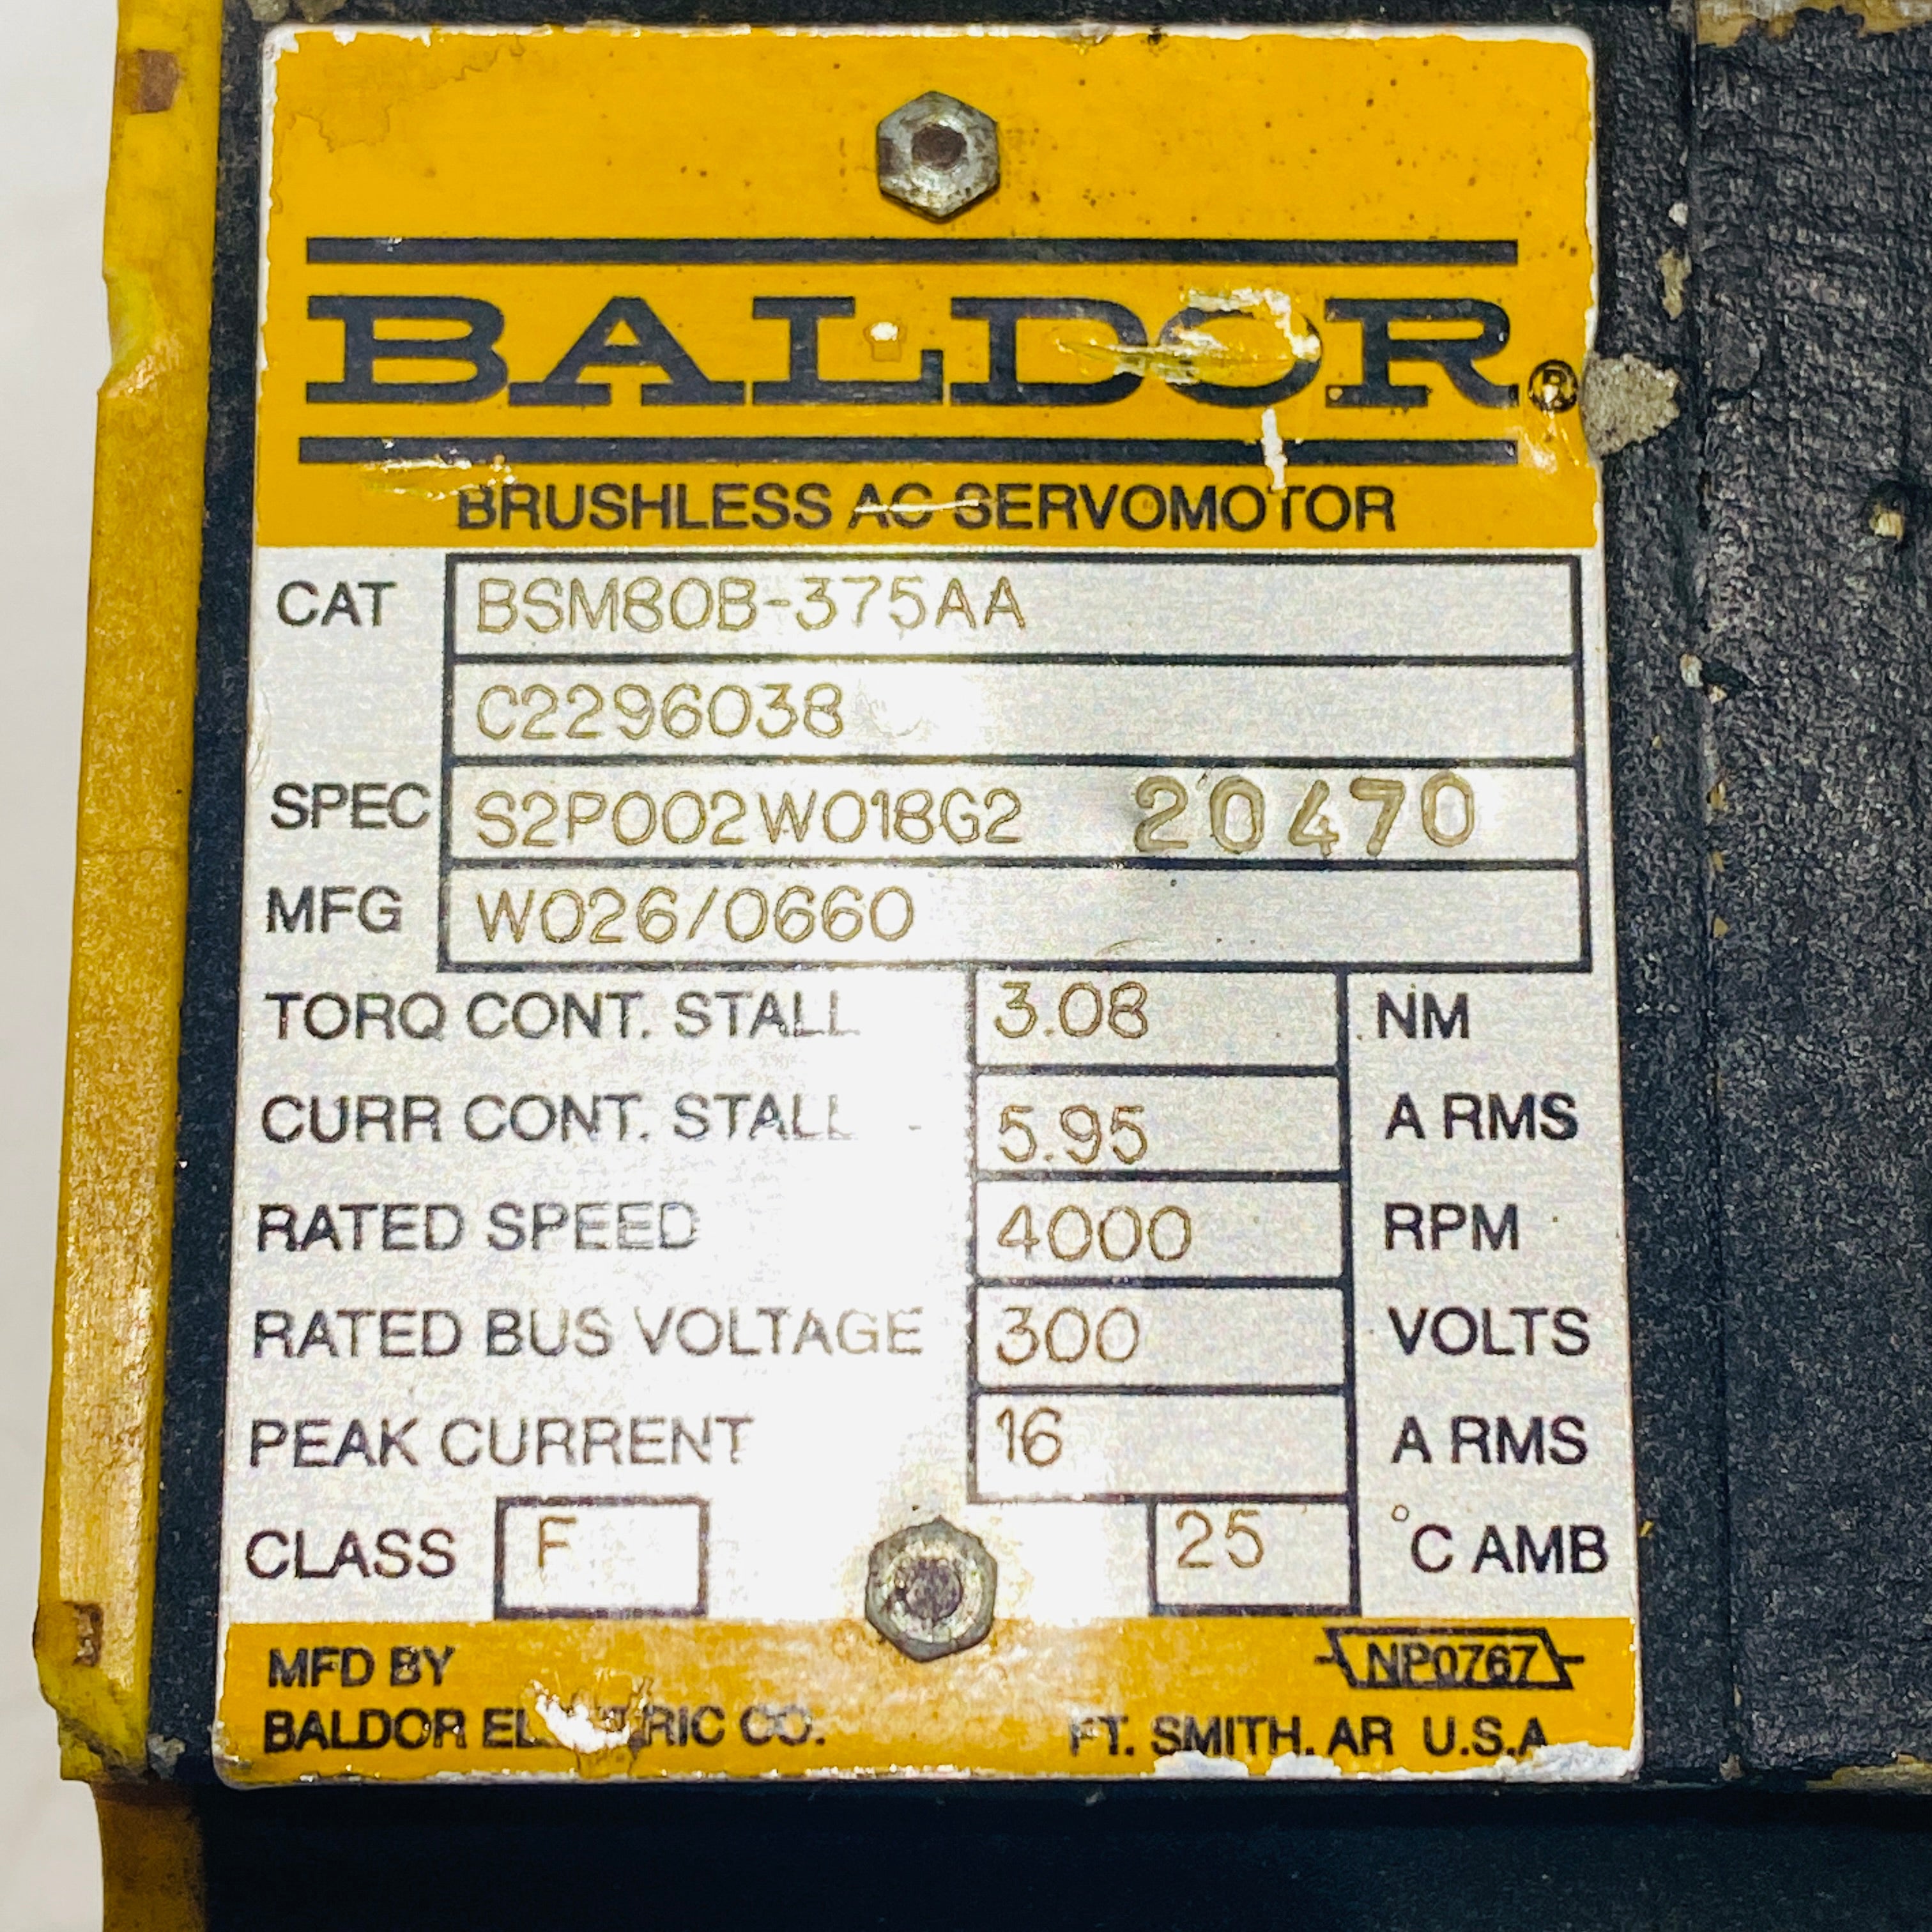 BALDOR®
BRUSHLESS AC SERVOMOTOR
CAT BSM80B-375AA
C2296038
SPEC S2P002W018G2 20470
MFG W026/0660
TORQ CONT. STALL 3.08 NM
CURR CONT. STALL 5.95 A RMS
RATED SPEED 4000 RPM
RATED BUS VOLTAGE 300 VOLTS
PEAK CURRENT 16 A RMS
CLASS F 25 °C AMB
MFD BY NP0767
BALDOR ELECTRIC CO. FT. SMITH. AR U.S.A